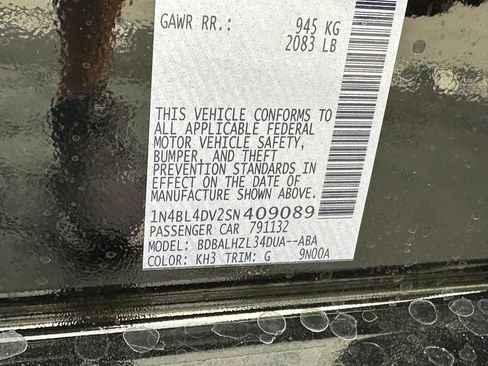 GAWR RR.: 945 KG
2083 LB
THIS VEHICLE CONFORMS TO
ALL APPLICABLE FEDERAL
MOTOR VEHICLE SAFETY,
BUMPER, AND THEFT
PREVENTION STANDARDS IN
EFFECT ON THE DATE OF
MANUFACTURE SHOWN ABOVE.
1N4BL4DV2SN409089
PASSENGER CAR 791132
MODEL: BDBALHZL34DUA--ABA
COLOR: KH3 TRIM: G 9N00A